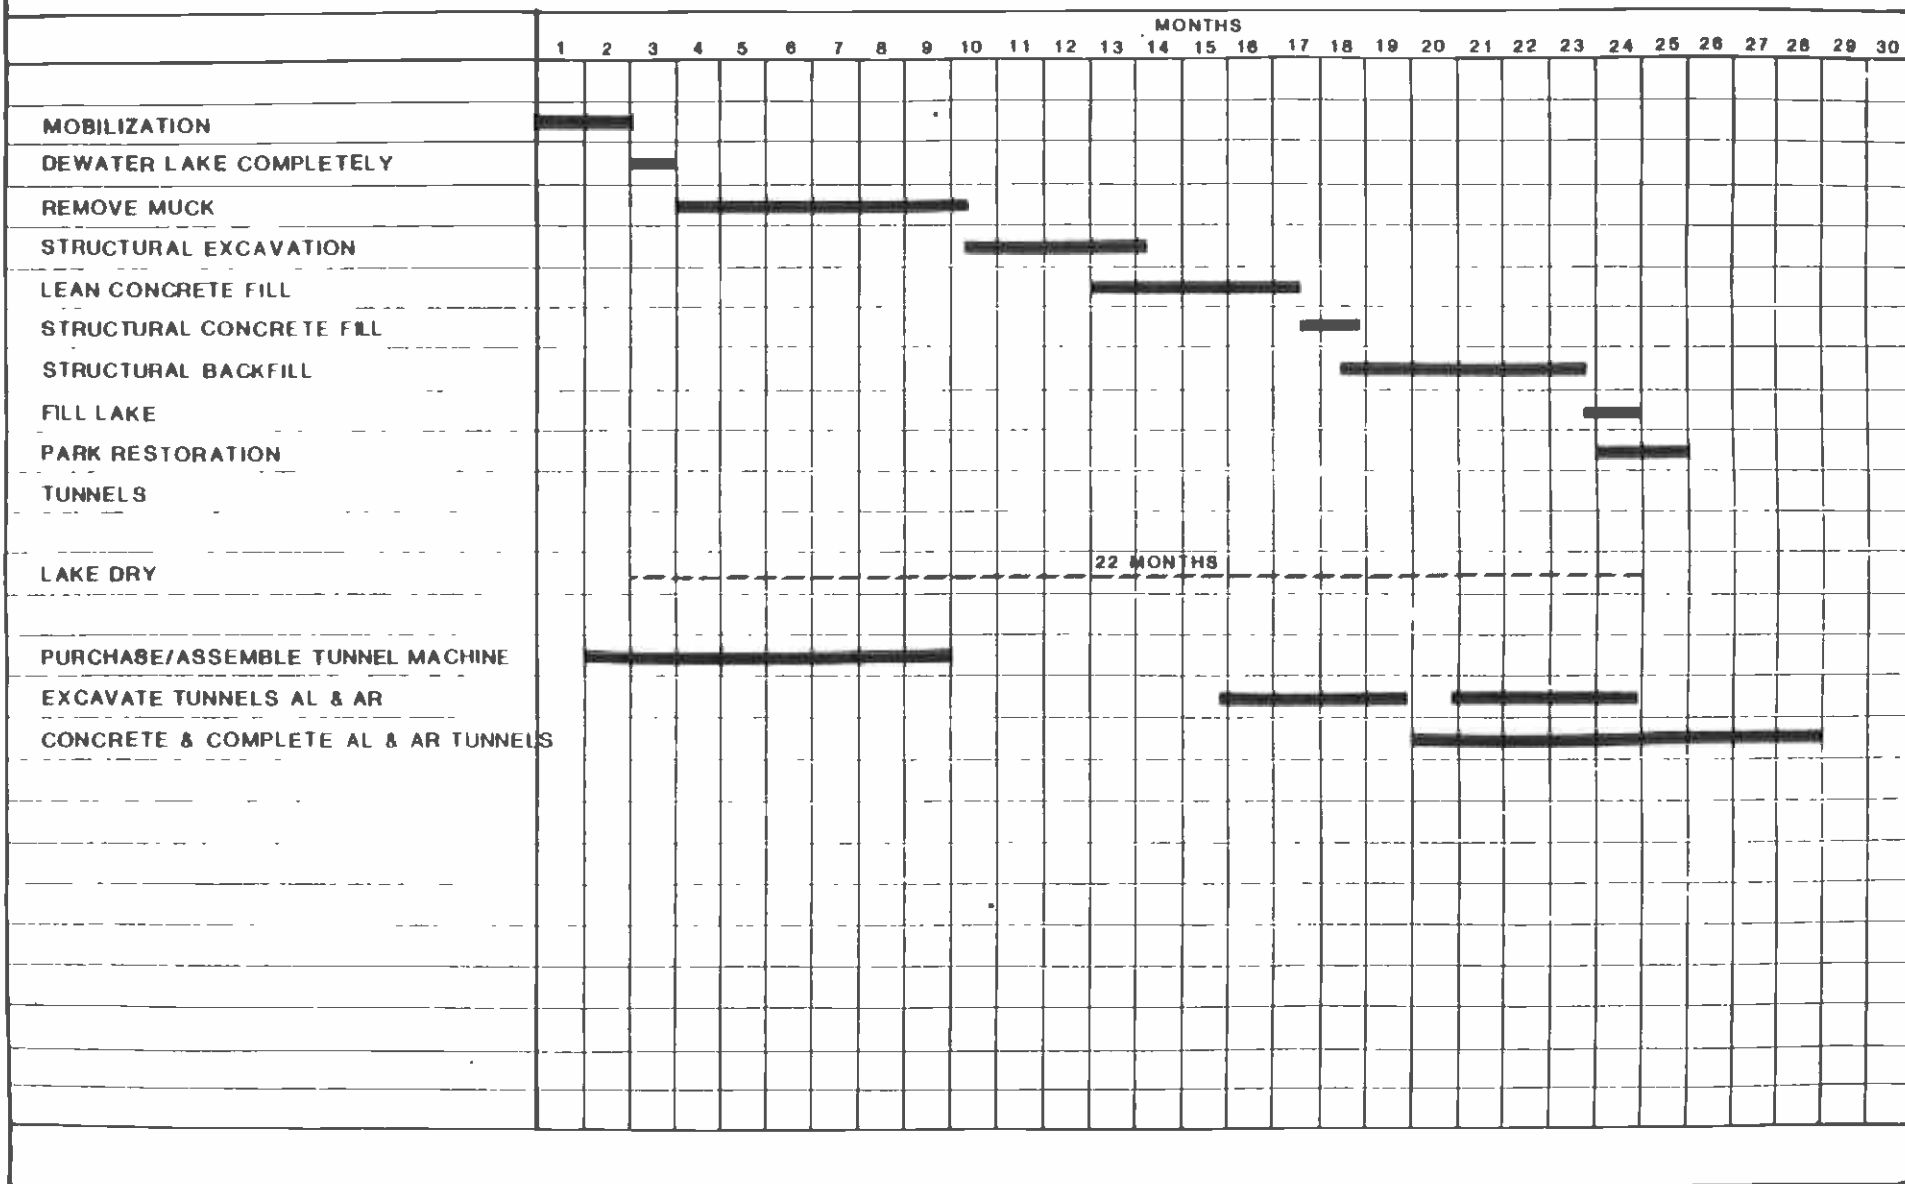 MONTHS
1 2 3 4 5 6 7 8 9 10 11 12 13 14 15 16 17 18 19 20 21 22 23 24 25 26 27 28 29 30
MOBILIZATION
DEWATER LAKE COMPLETELY
REMOVE MUCK
STRUCTURAL EXCAVATION
LEAN CONCRETE FILL
STRUCTURAL CONCRETE FILL
STRUCTURAL BACKFILL
FILL LAKE
PARK RESTORATION
TUNNELS
22 MONTHS
LAKE DRY
PURCHASE/ASSEMBLE TUNNEL MACHINE
EXCAVATE TUNNELS AL & AR
CONCRETE & COMPLETE AL & AR TUNNELS